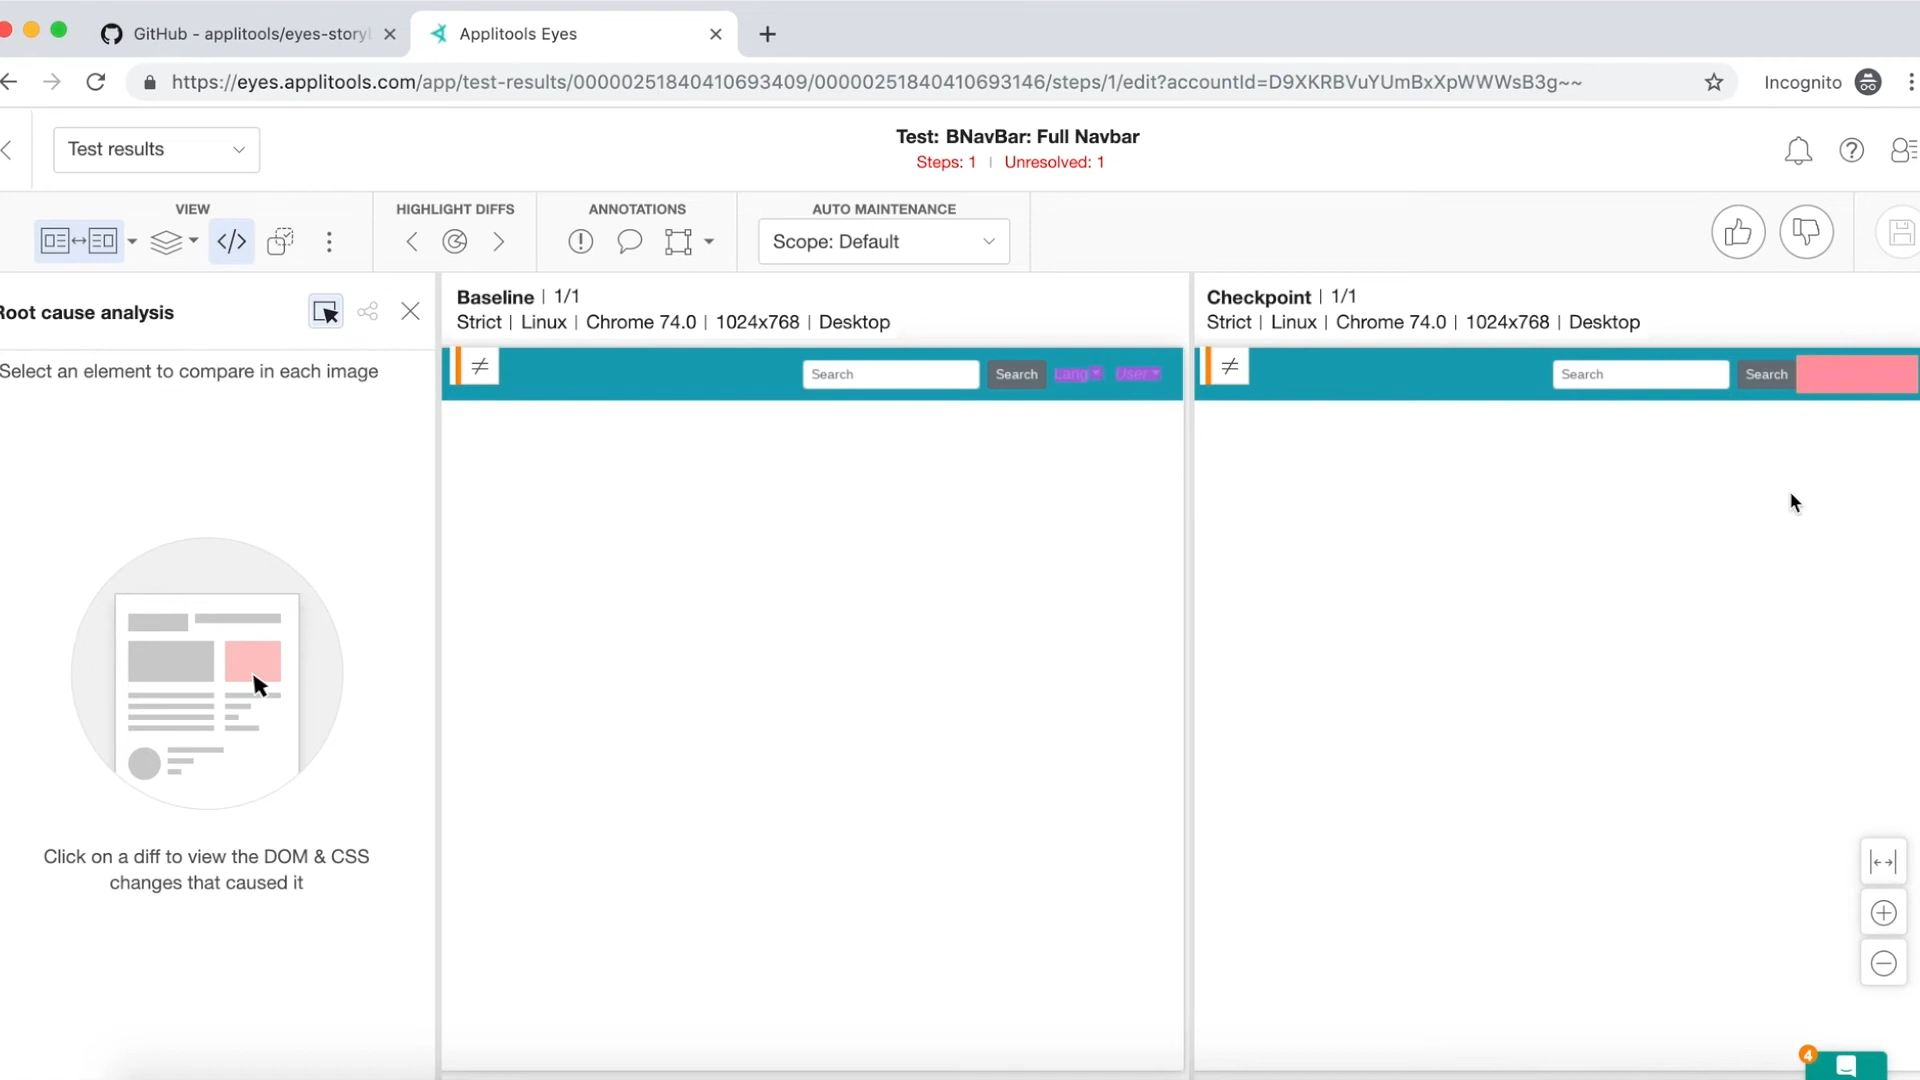 GitHub - applitools/eyes-story
Applitools Eyes
https://eyes.applitools.com/app/test-results/00000251840410693409/00000251840410693146/steps/1/edit?accountId=D9XKRBVuYUmBxXpWWWsB3g~~
Incognito
Test results
Test: BNavBar: Full Navbar
Steps: 1 | Unresolved: 1
VIEW
HIGHLIGHT DIFFS
ANNOTATIONS
AUTO MAINTENANCE
Scope: Default
Root cause analysis
Select an element to compare in each image
Click on a diff to view the DOM & CSS
changes that caused it
Baseline | 1/1
Strict | Linux | Chrome 74.0 | 1024x768 | Desktop
≠
Search
Search
Lang
User
Checkpoint | 1/1
Strict | Linux | Chrome 74.0 | 1024x768 | Desktop
≠
Search
Search
4